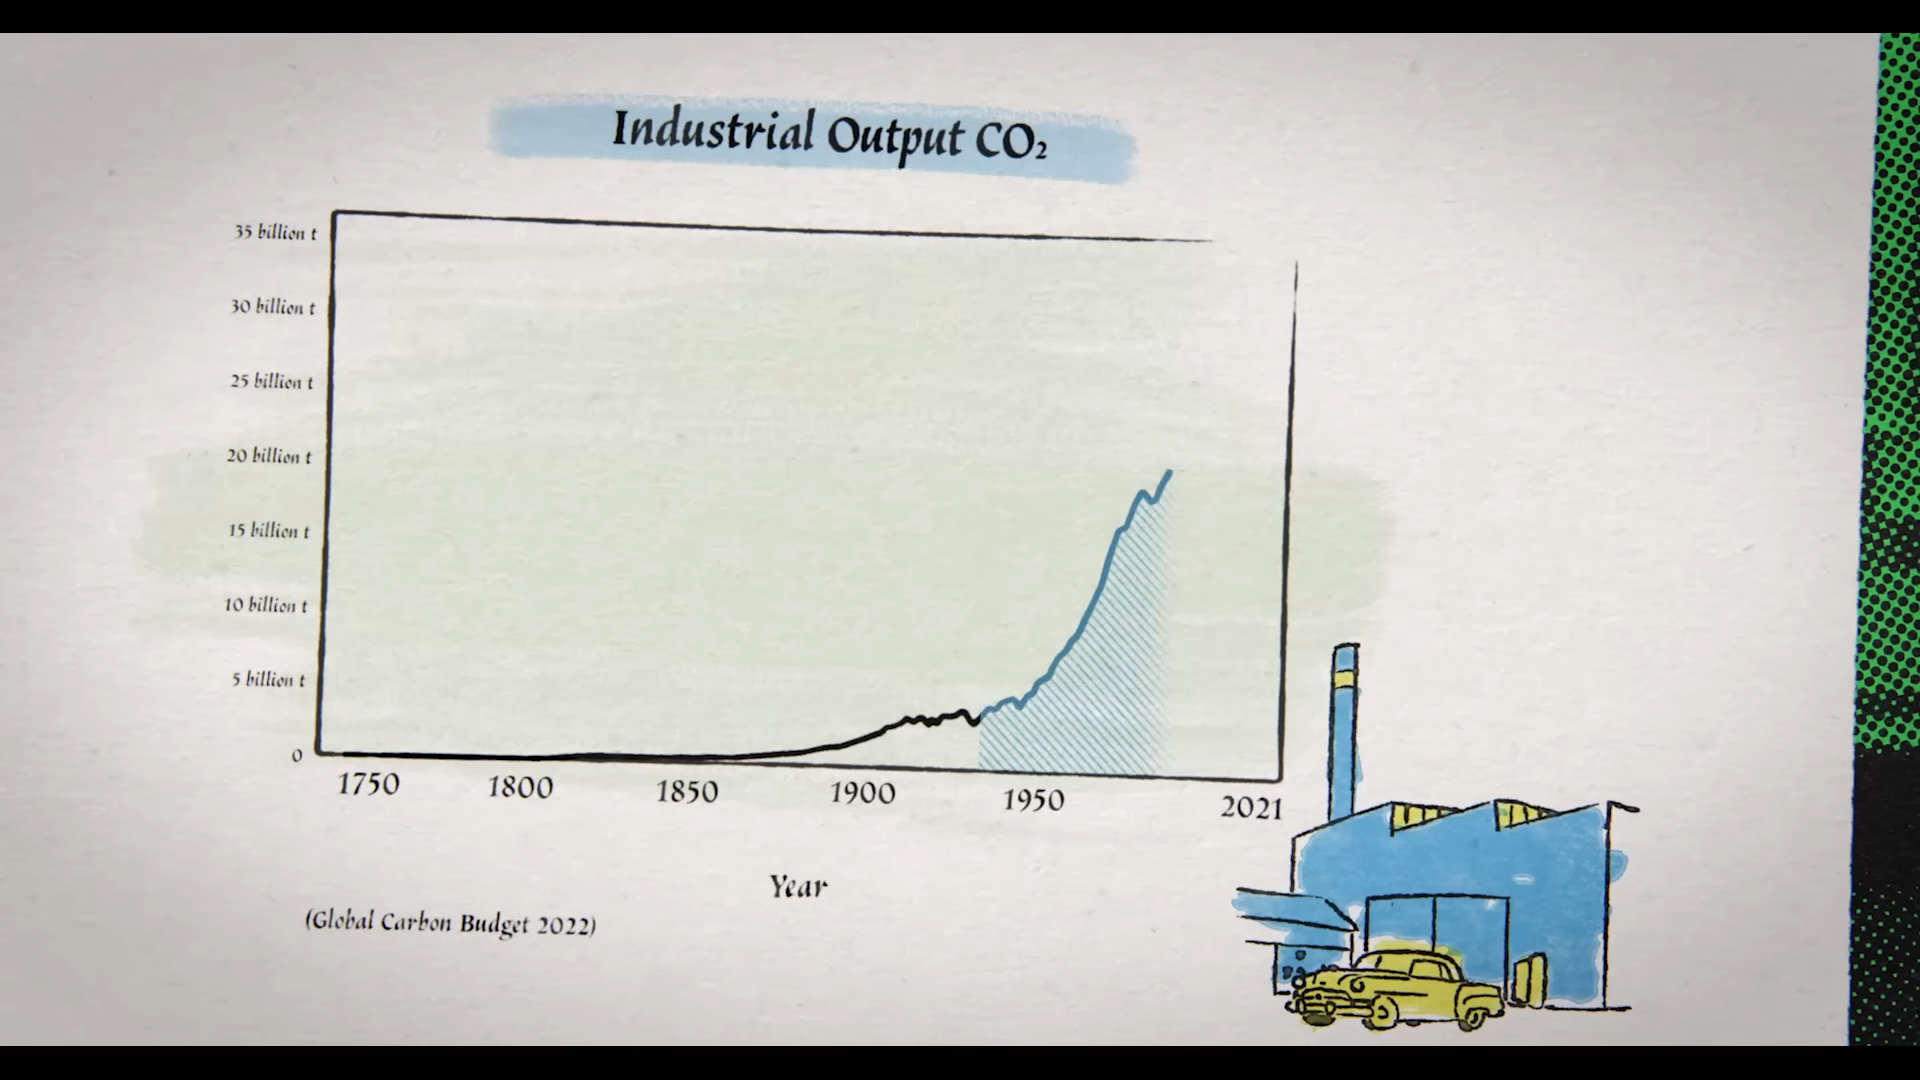 Industrial Output CO₂
35 billion t
30 billion t
25 billion t
20 billion t
15 billion t
10 billion t
5 billion t
0
1750 1800 1850 1900 1950 2021
Year
(Global Carbon Budget 2022)